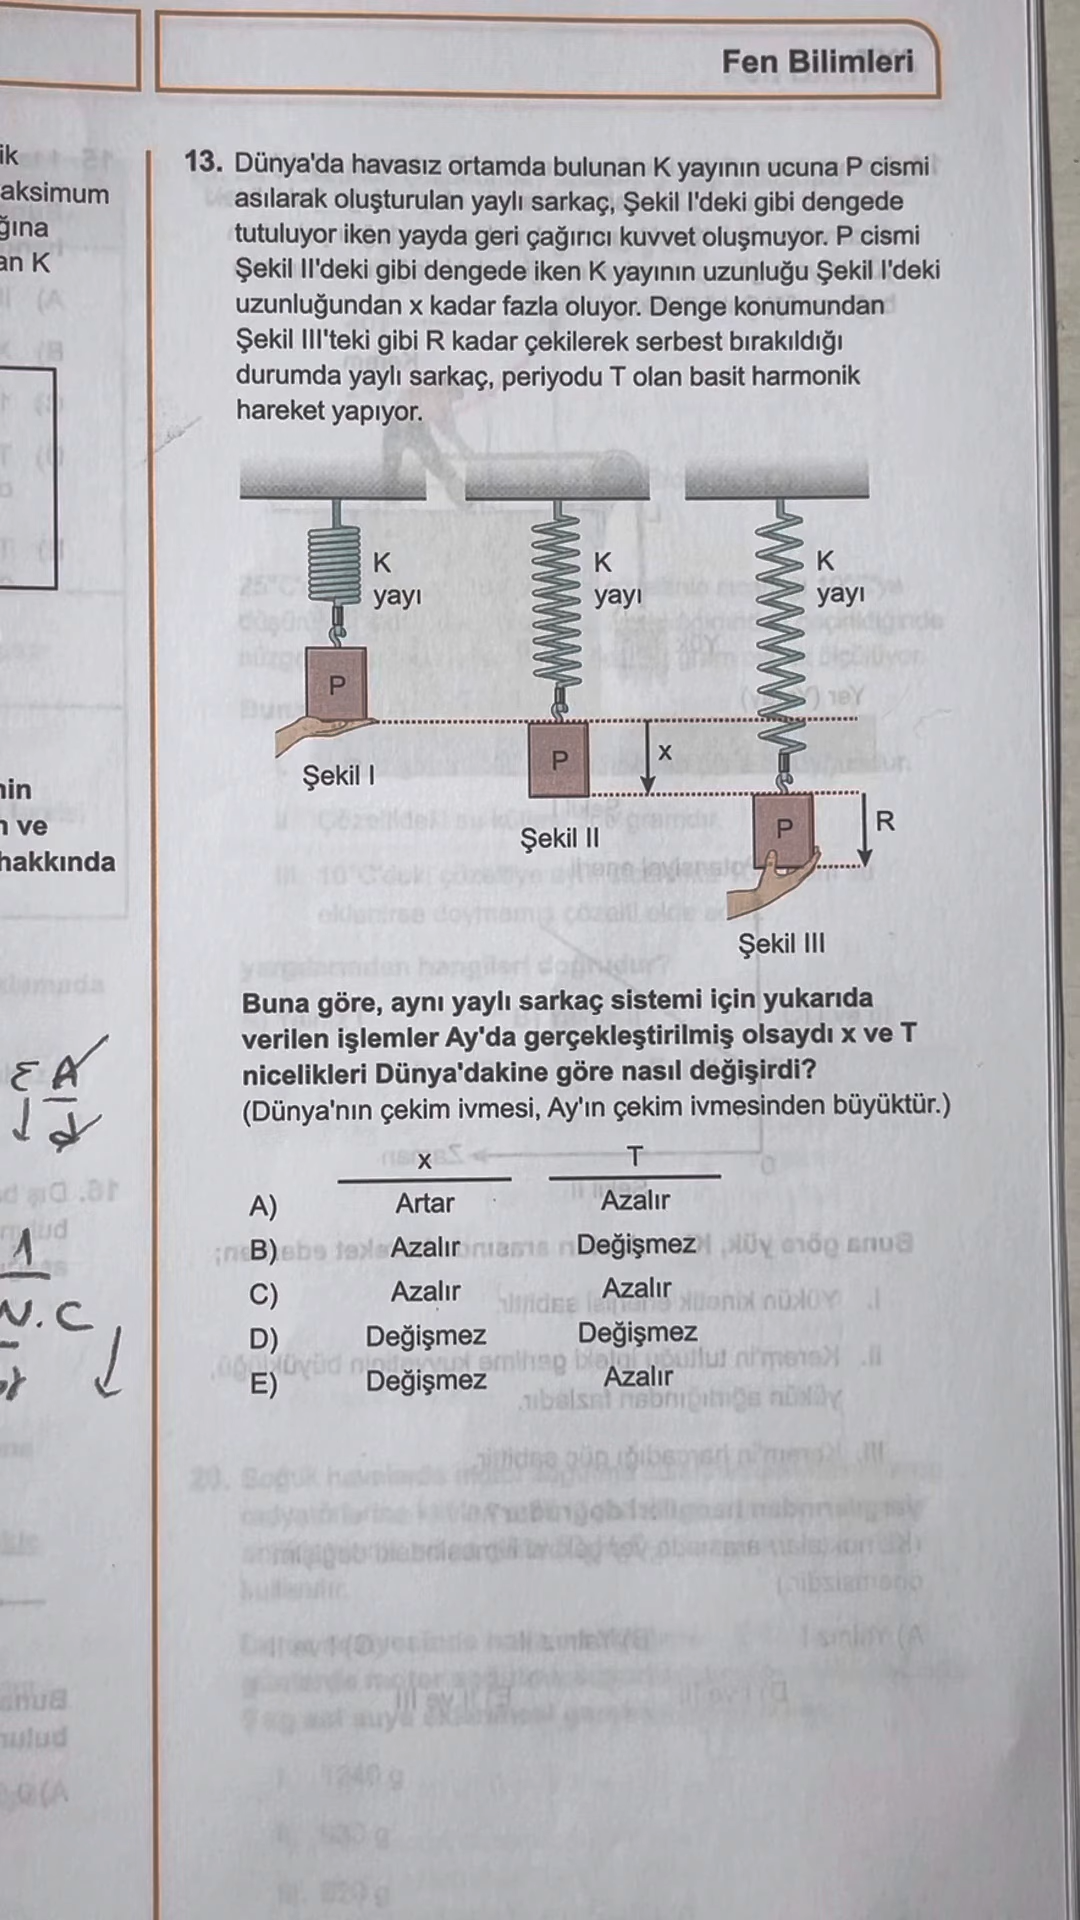 Fen Bilimleri
ik
aksimum
ğına
an K
nin
n ve
hakkında
13. Dünya'da havasız ortamda bulunan K yayının ucuna P cismi
asılarak oluşturulan yaylı sarkaç, Şekil I'deki gibi dengede
tutuluyor iken yayda geri çağırıcı kuvvet oluşmuyor. P cismi
Şekil II'deki gibi dengede iken K yayının uzunluğu Şekil I'deki
uzunluğundan x kadar fazla oluyor. Denge konumundan
Şekil III'teki gibi R kadar çekilerek serbest bırakıldığı
durumda yaylı sarkaç, periyodu T olan basit harmonik
hareket yapıyor.
K
yayı
P
Şekil I
K
yayı
P
x
Şekil II
K
yayı
P
R
Şekil III
Buna göre, aynı yaylı sarkaç sistemi için yukarıda
verilen işlemler Ay'da gerçekleştirilmiş olsaydı x ve T
nicelikleri Dünya'dakine göre nasıl değişirdi?
(Dünya'nın çekim ivmesi, Ay'ın çekim ivmesinden büyüktür.)
x T
A) Artar Azalır
B) Azalır Değişmez
C) Azalır Azalır
D) Değişmez Değişmez
E) Değişmez Azalır